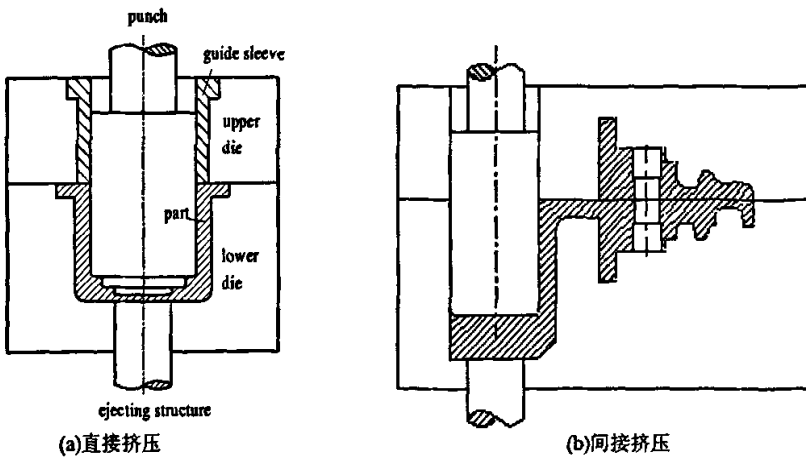 punch
guide sleeve
upper
die
part
lower
die
ejecting structure
(a)直接挤压
(b)间接挤压